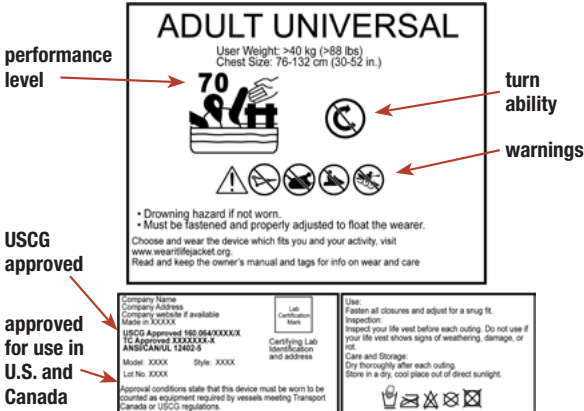 ADULT UNIVERSAL
User Weight: >40 kg (>88 lbs)
Chest Size: 76-132 cm (30-52 in.)
performance
level
70
turn
ability
warnings
• Drowning hazard if not worn.
• Must be fastened and properly adjusted to float the wearer.
Choose and wear the device which fits you and your activity, visit
www.wearitlifejacket.org.
Read and keep the owner's manual and tags for info on wear and care
USCG
approved
approved
for use in
U.S. and
Canada
Company Name
Company Address
Company website if available
Made in XXXXX
USCG Approved 160.064/XXXX/X
TC Approved XXXXXXX-X
ANSI/CAN/UL 12402-5
Model: XXXX Style: XXXX
Lot No. XXXX
Approval conditions state that this device must be worn to be
counted as equipment required by vessels meeting Transport
Canada or USCG regulations.
Lab
Certification
Mark
Certifying Lab
Identification
and address
Use:
Fasten all closures and adjust for a snug fit.
Inspection:
Inspect your life vest before each outing. Do not use if
your life vest shows signs of weathering, damage, or
rot.
Care and Storage:
Dry thoroughly after each outing.
Store in a dry, cool place out of direct sunlight.